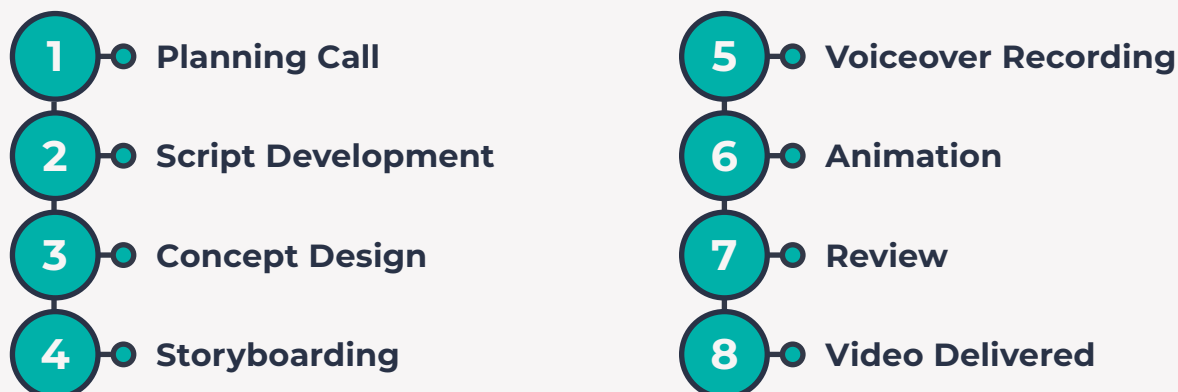 1 Planning Call
2 Script Development
3 Concept Design
4 Storyboarding
5 Voiceover Recording
6 Animation
7 Review
8 Video Delivered